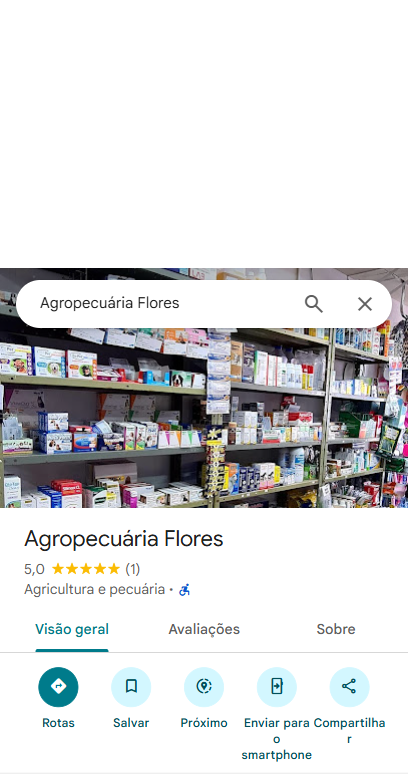 Agropecuária Flores
Agropecuária Flores
5,0 (1)
Agricultura e pecuária ·
Visão geral Avaliações Sobre
Rotas Salvar Próximo Enviar para o smartphone Compartilhar